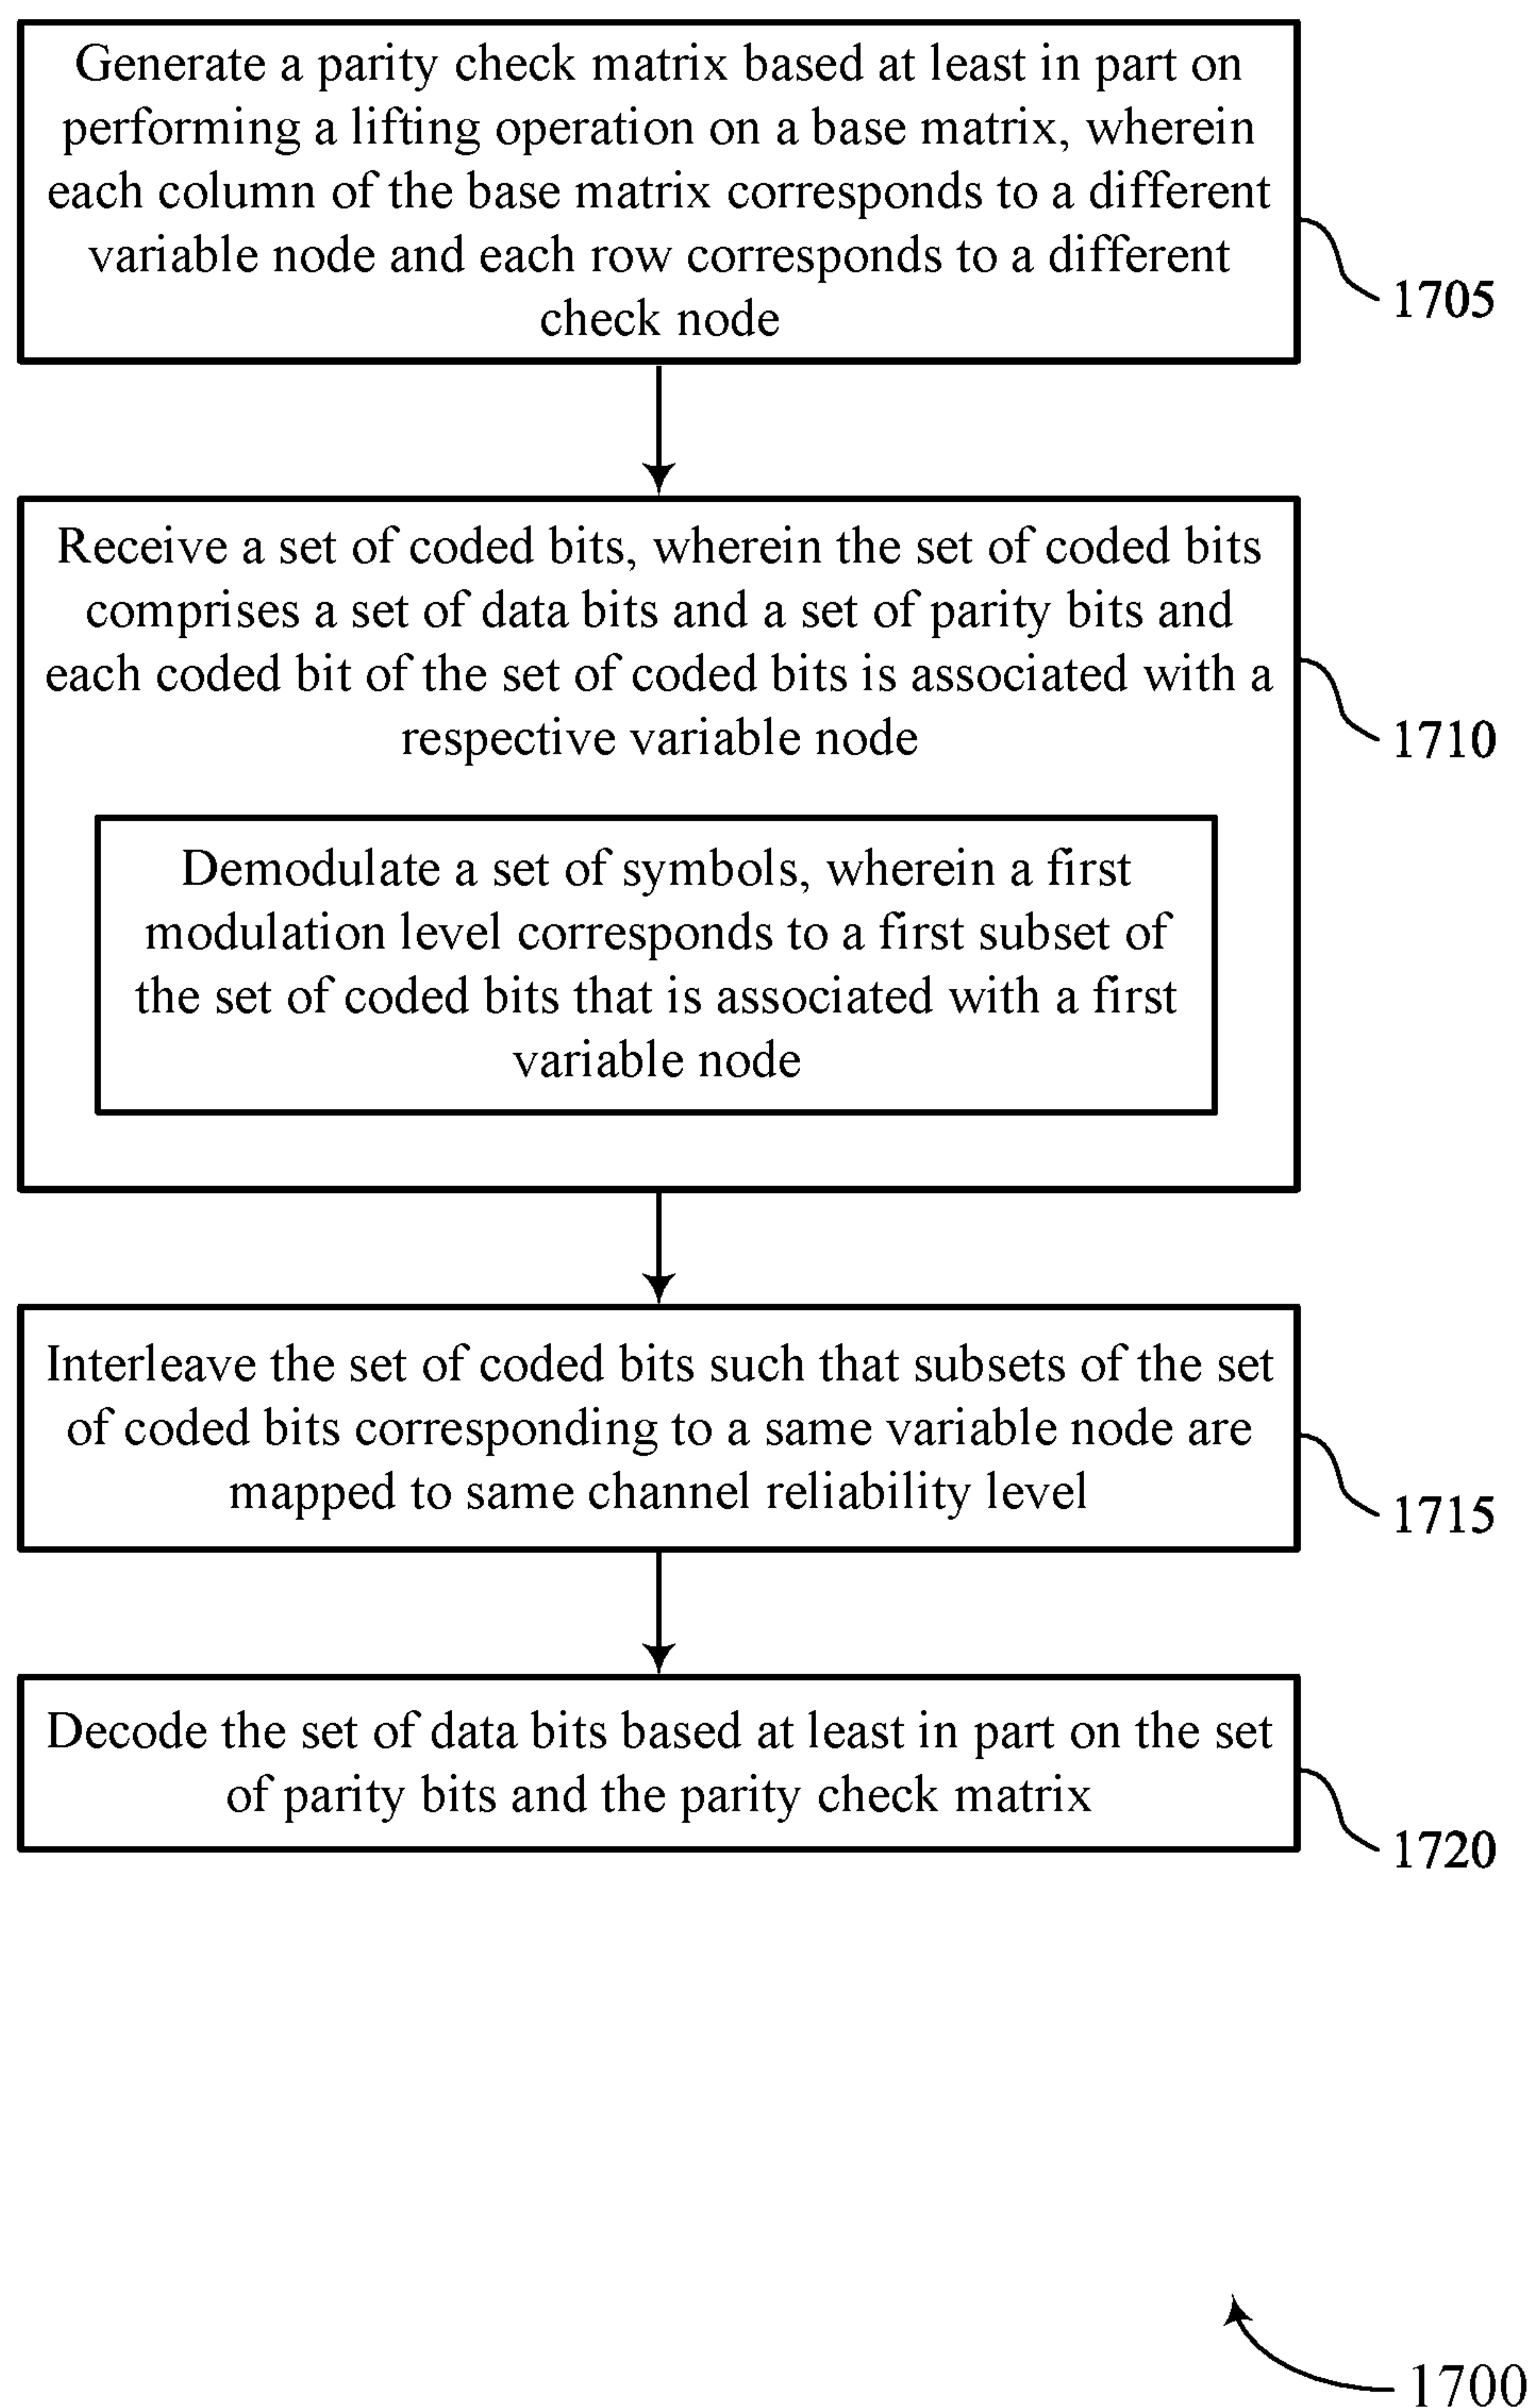 Generate a parity check matrix based at least in part on
performing a lifting operation on a base matrix, wherein
each column of the base matrix corresponds to a different
variable node and each row corresponds to a different
check node
1705
Receive a set of coded bits, wherein the set of coded bits
comprises a set of data bits and a set of parity bits and
each coded bit of the set of coded bits is associated with a
respective variable node
1710
Demodulate a set of symbols, wherein a first
modulation level corresponds to a first subset of
the set of coded bits that is associated with a first
variable node
Interleave the set of coded bits such that subsets of the set
of coded bits corresponding to a same variable node are
mapped to same channel reliability level
1715
Decode the set of data bits based at least in part on the set
of parity bits and the parity check matrix
1720
1700